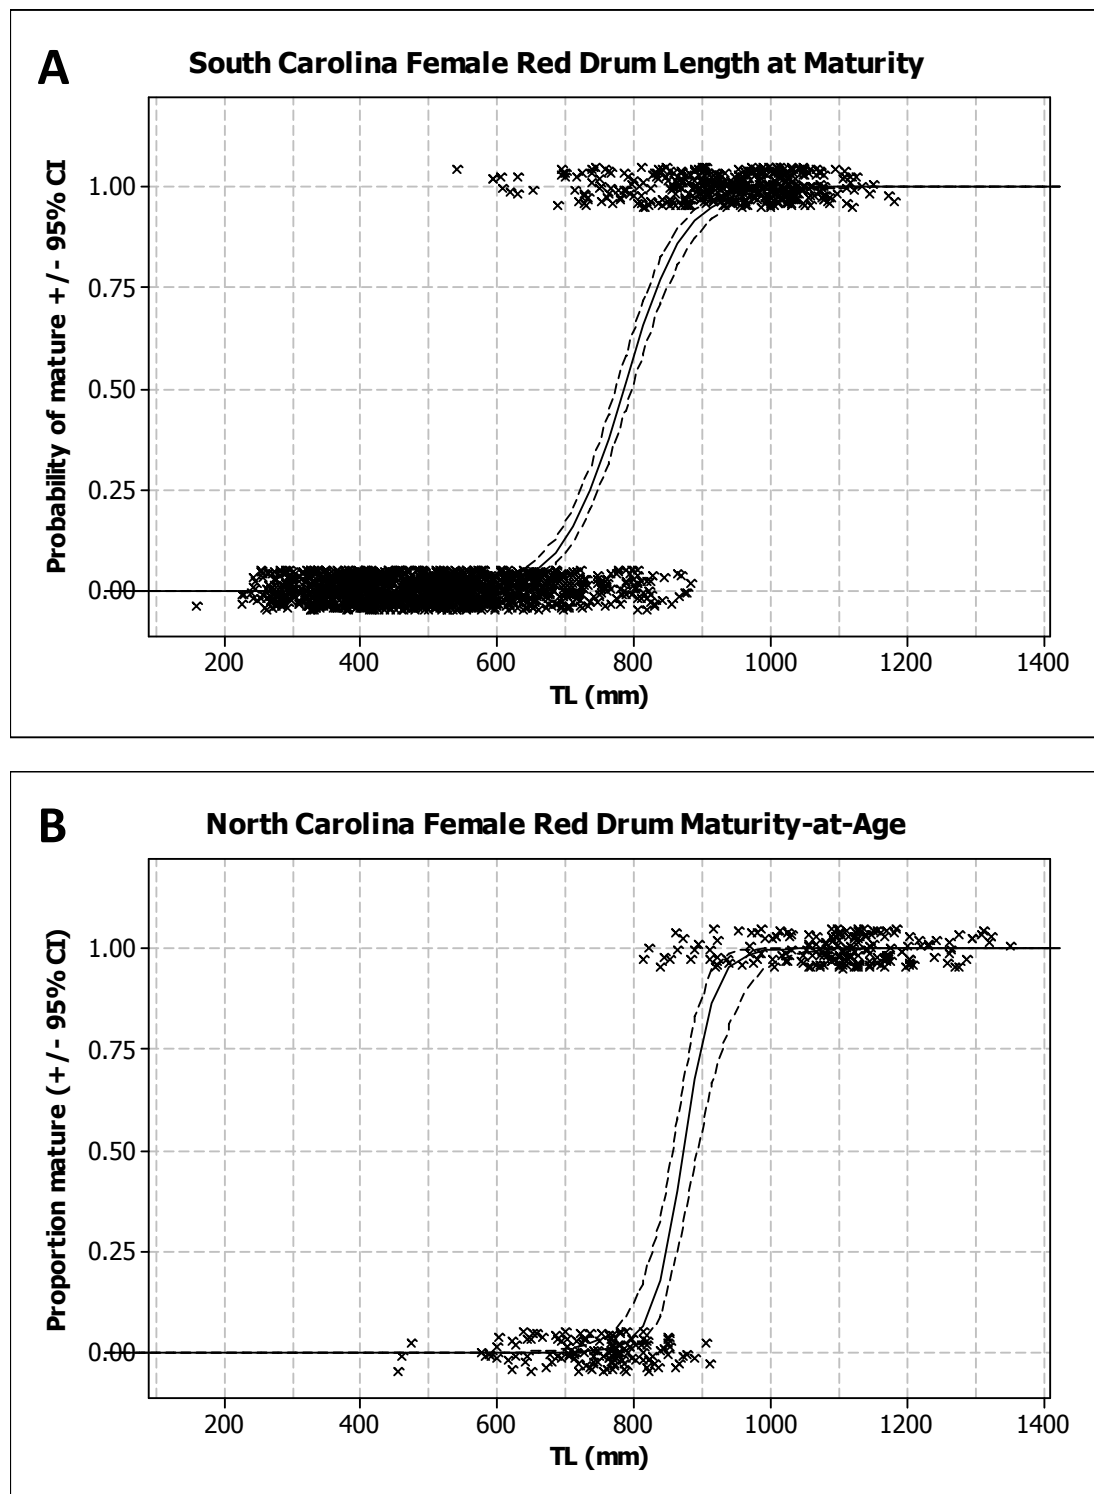 A
South Carolina Female Red Drum Length at Maturity
Probability of mature +/- 95% CI
1.00
0.75
0.50
0.25
0.00
200 400 600 800 1000 1200 1400
TL (mm)
B
North Carolina Female Red Drum Maturity-at-Age
Proportion mature (+/- 95% CI)
1.00
0.75
0.50
0.25
0.00
200 400 600 800 1000 1200 1400
TL (mm)